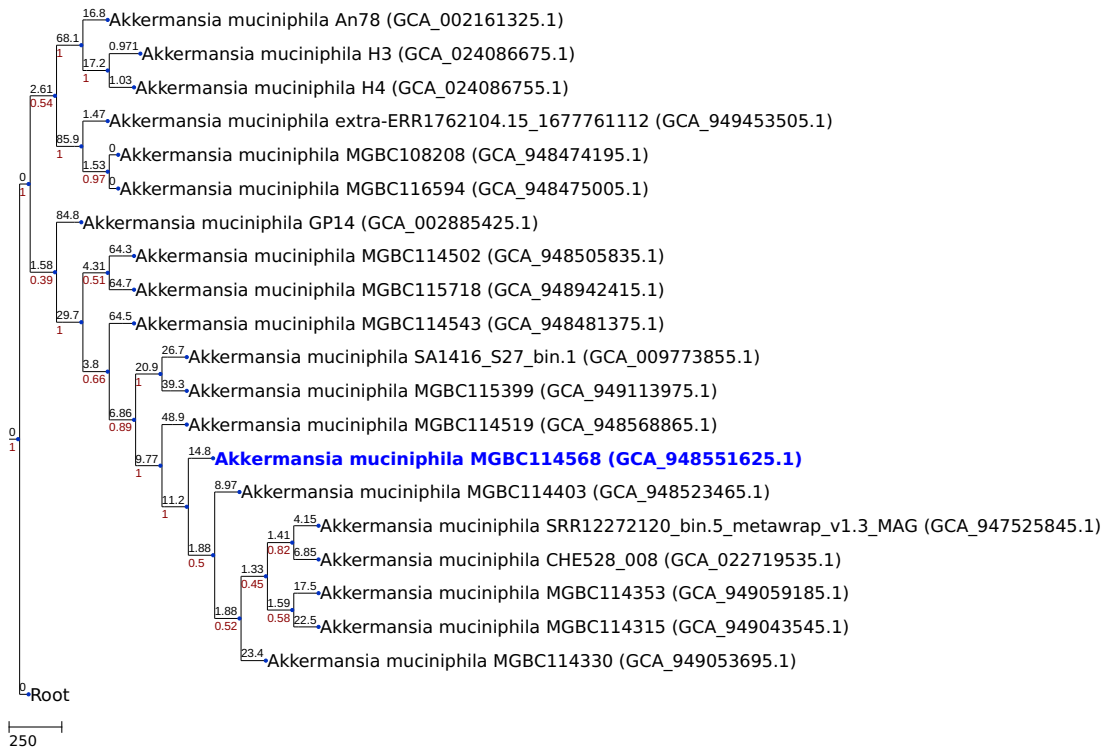 16.8 Akkermansia muciniphila An78 (GCA_002161325.1)
68.1
1
0.971 Akkermansia muciniphila H3 (GCA_024086675.1)
17.2
1
1.03 Akkermansia muciniphila H4 (GCA_024086755.1)
2.61
0.54
1.47 Akkermansia muciniphila extra-ERR1762104.15_1677761112 (GCA_949453505.1)
85.9
1
0 Akkermansia muciniphila MGBC108208 (GCA_948474195.1)
1.53
0.97
0 Akkermansia muciniphila MGBC116594 (GCA_948475005.1)
0
1
84.8 Akkermansia muciniphila GP14 (GCA_002885425.1)
1.58
0.39
64.3 Akkermansia muciniphila MGBC114502 (GCA_948505835.1)
4.31
0.51
64.7 Akkermansia muciniphila MGBC115718 (GCA_948942415.1)
29.7
1
64.5 Akkermansia muciniphila MGBC114543 (GCA_948481375.1)
3.8
0.66
26.7 Akkermansia muciniphila SA1416_S27_bin.1 (GCA_009773855.1)
20.9
1
39.3 Akkermansia muciniphila MGBC115399 (GCA_949113975.1)
6.86
0.89
48.9 Akkermansia muciniphila MGBC114519 (GCA_948568865.1)
0
1
9.77
1
14.8 Akkermansia muciniphila MGBC114568 (GCA_948551625.1)
11.2
1
8.97 Akkermansia muciniphila MGBC114403 (GCA_948523465.1)
4.15 Akkermansia muciniphila SRR12272120_bin.5_metawrap_v1.3_MAG (GCA_947525845.1)
1.41
0.82
1.88
0.5
6.85 Akkermansia muciniphila CHE528_008 (GCA_022719535.1)
1.33
0.45
17.5 Akkermansia muciniphila MGBC114353 (GCA_949059185.1)
1.59
0.58
1.88
0.52
22.5 Akkermansia muciniphila MGBC114315 (GCA_949043545.1)
23.4 Akkermansia muciniphila MGBC114330 (GCA_949053695.1)
0 Root
250